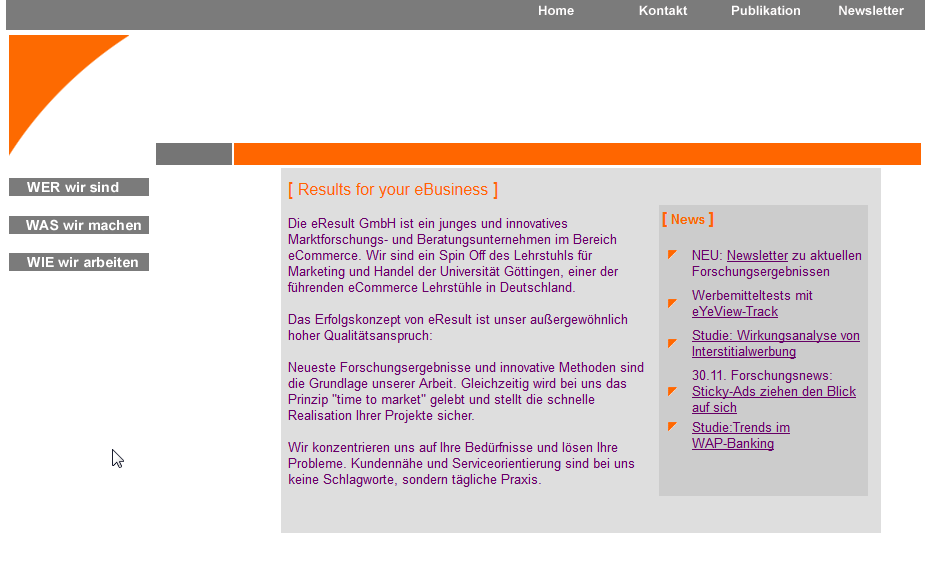 Home Kontakt Publikation Newsletter
WER wir sind
WAS wir machen
WIE wir arbeiten
[ Results for your eBusiness ]
Die eResult GmbH ist ein junges und innovatives
Marktforschungs- und Beratungsunternehmen im Bereich
eCommerce. Wir sind ein Spin Off des Lehrstuhls für
Marketing und Handel der Universität Göttingen, einer der
führenden eCommerce Lehrstühle in Deutschland.
Das Erfolgskonzept von eResult ist unser außergewöhnlich
hoher Qualitätsanspruch:
Neueste Forschungsergebnisse und innovative Methoden sind
die Grundlage unserer Arbeit. Gleichzeitig wird bei uns das
Prinzip "time to market" gelebt und stellt die schnelle
Realisation Ihrer Projekte sicher.
Wir konzentrieren uns auf Ihre Bedürfnisse und lösen Ihre
Probleme. Kundennähe und Serviceorientierung sind bei uns
keine Schlagworte, sondern tägliche Praxis.
[ News ]
NEU: Newsletter zu aktuellen
Forschungsergebnissen
Werbemitteltests mit
eYeView-Track
Studie: Wirkungsanalyse von
Interstitialwerbung
30.11. Forschungsnews:
Sticky-Ads ziehen den Blick
auf sich
Studie:Trends im
WAP-Banking